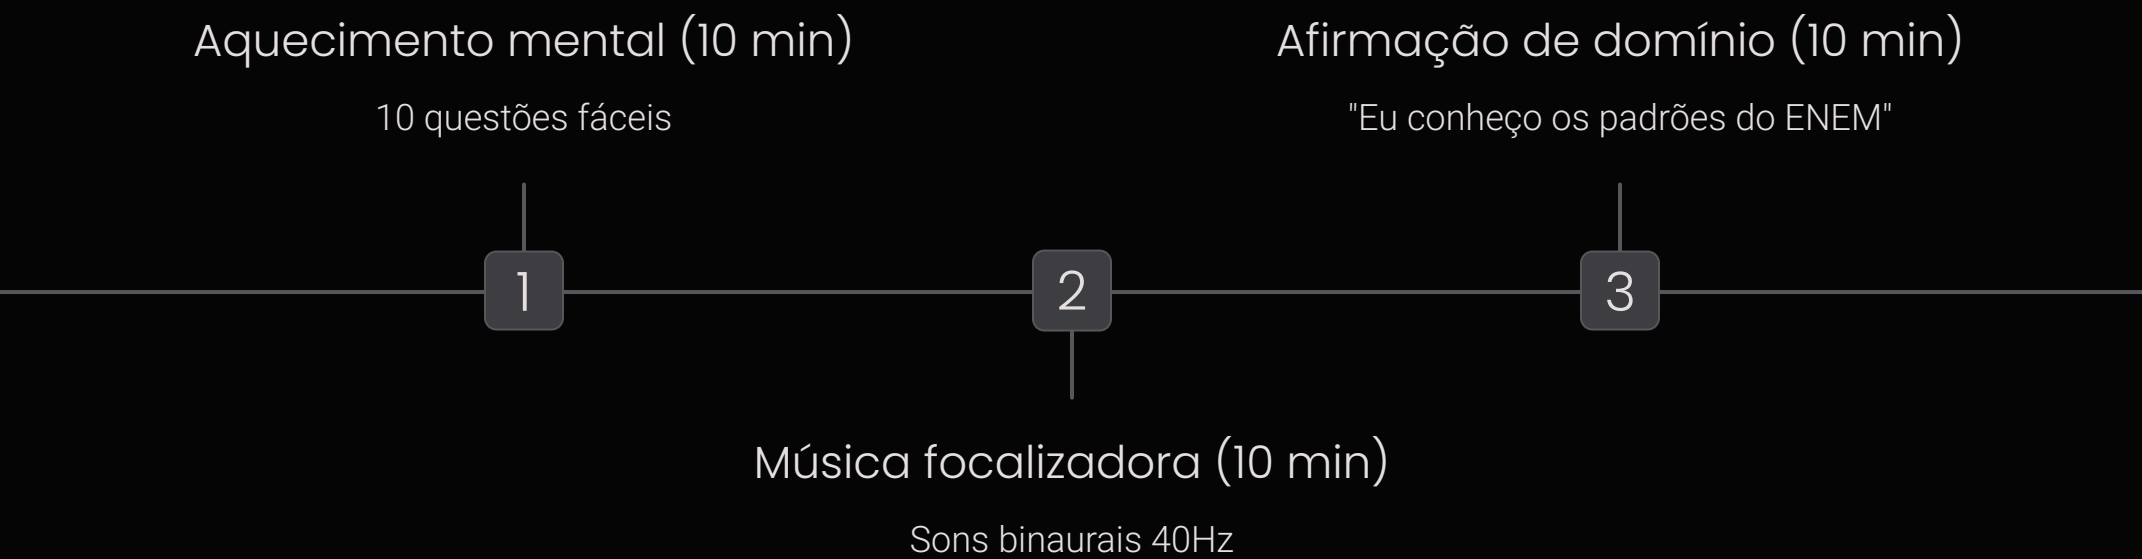 Aquecimento mental (10 min)
10 questões fáceis
1
2
Música focalizadora (10 min)
Sons binaurais 40Hz
Afirmação de domínio (10 min)
"Eu conheço os padrões do ENEM"
3